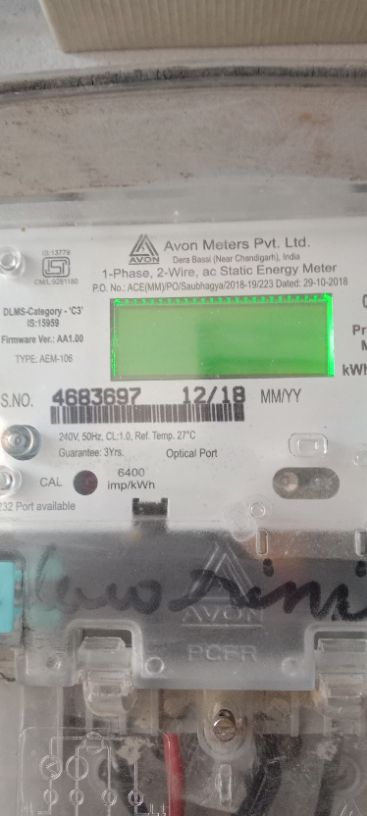 IS:13779
CM/L 9281180
AVON
Avon Meters Pvt. Ltd.
Dera Bassi (Near Chandigarh), India
1-Phase, 2-Wire, ac Static Energy Meter
P.O. No.: ACE(MM)/PO/Saubhagya/2018-19/223 Dated: 29-10-2018
DLMS-Category - 'C3'
IS:15959
Firmware Ver.: AA1.00
TYPE: AEM-106
kWh
S.NO. 4683697 12/18 MM/YY
240V, 50Hz, CL:1.0, Ref. Temp. 27°C
Guarantee: 3Yrs. Optical Port
CAL 6400
imp/kWh
232 Port available
AVON